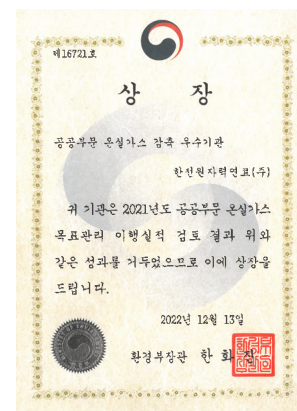 제16721호
상 장
공공부문 온실가스 감축 우수기관
한전원자력연료(주)
귀 기관은 2021년도 공공부문 온실가스
목표관리 이행실적 검토 결과 위와
같은 성과를 거두었으므로 이에 상장을
드립니다.
2022년 12월 13일
환경부장관 한 화 진